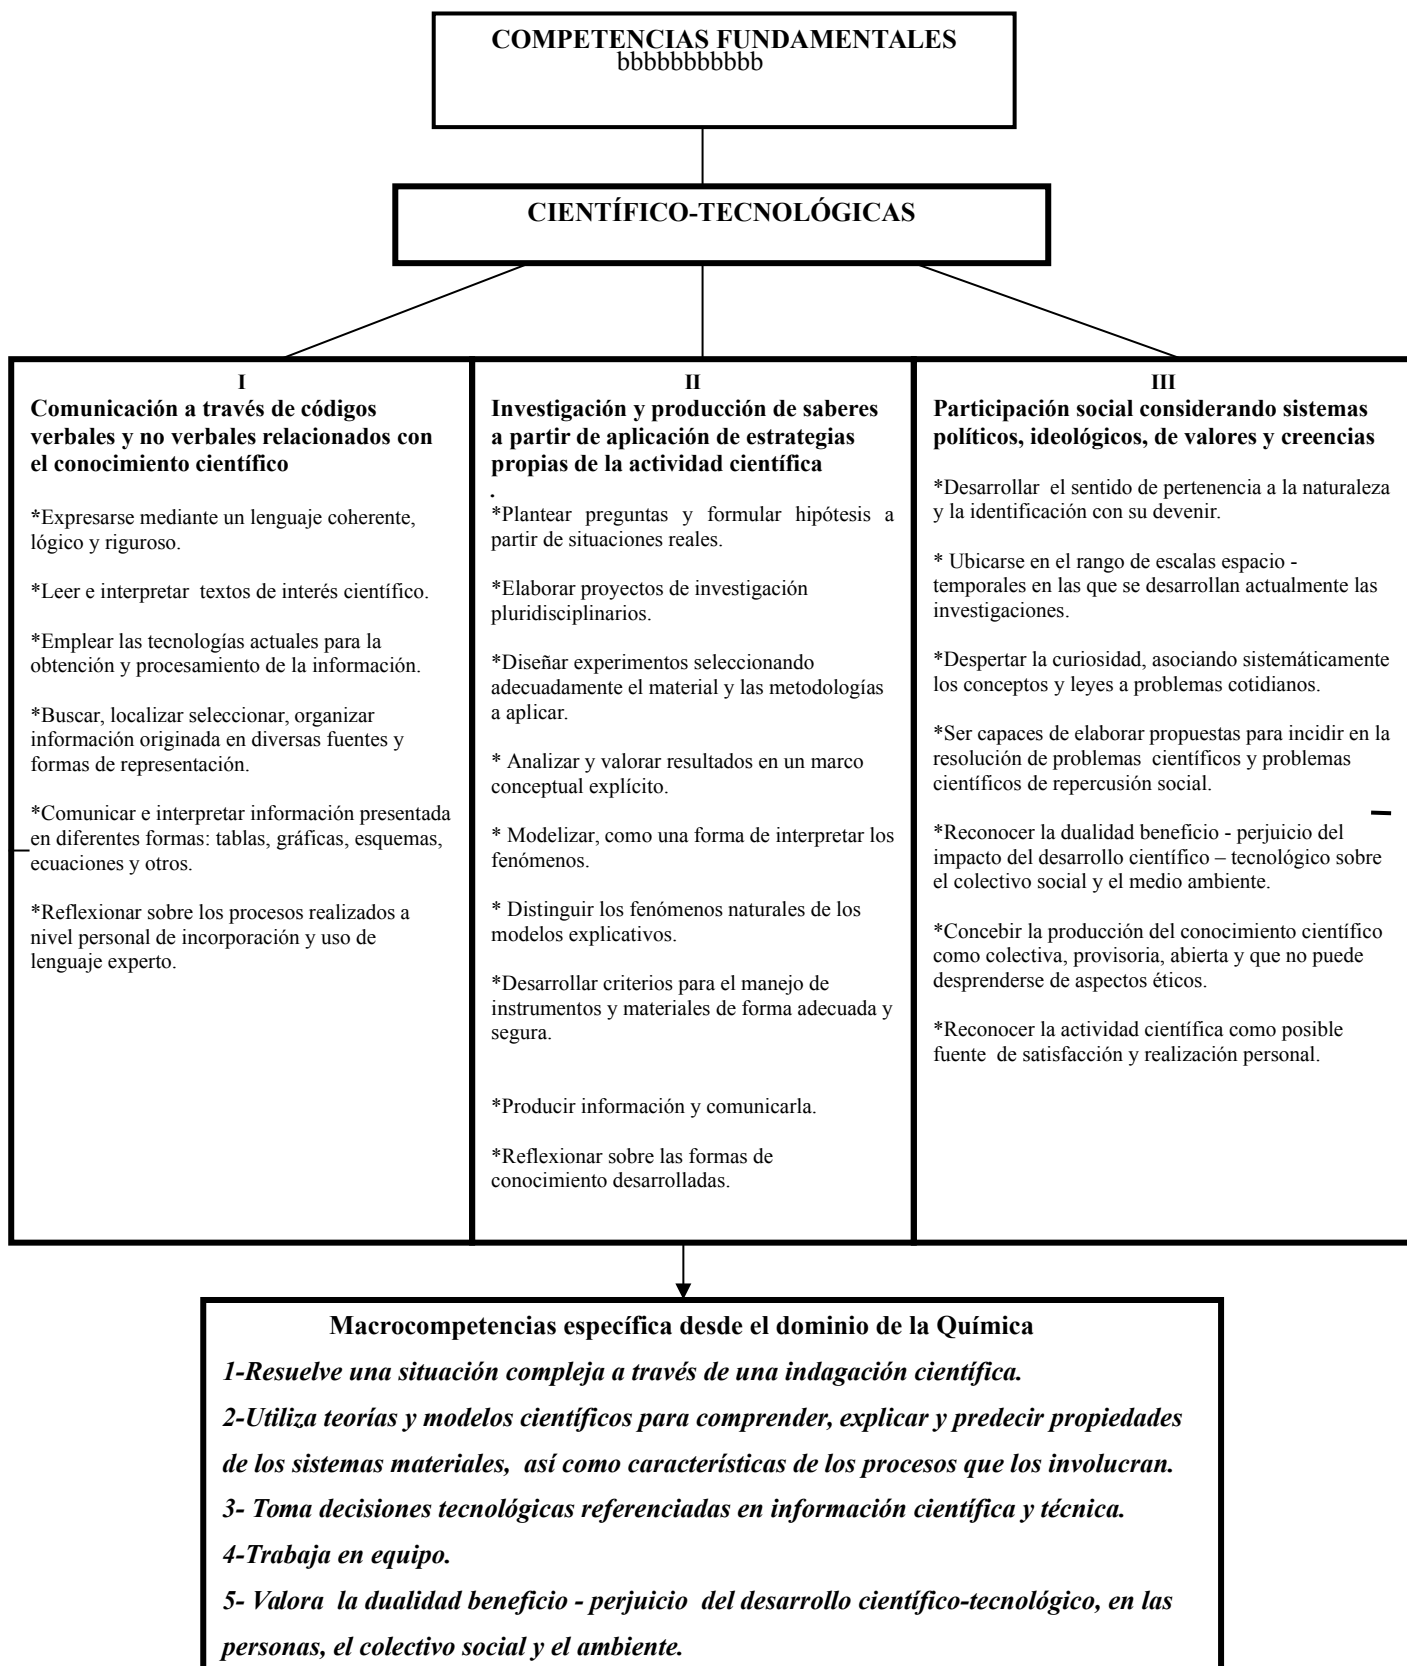 COMPETENCIAS FUNDAMENTALES
bbbbbbbbbbb
CIENTÍFICO-TECNOLÓGICAS
I
Comunicación a través de códigos
verbales y no verbales relacionados con
el conocimiento científico
*Expresarse mediante un lenguaje coherente,
lógico y riguroso.
*Leer e interpretar textos de interés científico.
*Emplear las tecnologías actuales para la
obtención y procesamiento de la información.
*Buscar, localizar seleccionar, organizar
información originada en diversas fuentes y
formas de representación.
*Comunicar e interpretar información presentada
en diferentes formas: tablas, gráficas, esquemas,
ecuaciones y otros.
*Reflexionar sobre los procesos realizados a
nivel personal de incorporación y uso de
lenguaje experto.
II
Investigación y producción de saberes
a partir de aplicación de estrategias
propias de la actividad científica
.
*Plantear preguntas y formular hipótesis a
partir de situaciones reales.
*Elaborar proyectos de investigación
pluridisciplinarios.
*Diseñar experimentos seleccionando
adecuadamente el material y las metodologías
a aplicar.
* Analizar y valorar resultados en un marco
conceptual explícito.
* Modelizar, como una forma de interpretar los
fenómenos.
* Distinguir los fenómenos naturales de los
modelos explicativos.
*Desarrollar criterios para el manejo de
instrumentos y materiales de forma adecuada y
segura.
*Producir información y comunicarla.
*Reflexionar sobre las formas de
conocimiento desarrolladas.
III
Participación social considerando sistemas
políticos, ideológicos, de valores y creencias
*Desarrollar el sentido de pertenencia a la naturaleza
y la identificación con su devenir.
* Ubicarse en el rango de escalas espacio -
temporales en las que se desarrollan actualmente las
investigaciones.
*Despertar la curiosidad, asociando sistemáticamente
los conceptos y leyes a problemas cotidianos.
*Ser capaces de elaborar propuestas para incidir en la
resolución de problemas científicos y problemas
científicos de repercusión social.
*Reconocer la dualidad beneficio - perjuicio del
impacto del desarrollo científico – tecnológico sobre
el colectivo social y el medio ambiente.
*Concebir la producción del conocimiento científico
como colectiva, provisoria, abierta y que no puede
desprenderse de aspectos éticos.
*Reconocer la actividad científica como posible
fuente de satisfacción y realización personal.
Macrocompetencias específica desde el dominio de la Química
1-Resuelve una situación compleja a través de una indagación científica.
2-Utiliza teorías y modelos científicos para comprender, explicar y predecir propiedades
de los sistemas materiales, así como características de los procesos que los involucran.
3- Toma decisiones tecnológicas referenciadas en información científica y técnica.
4-Trabaja en equipo.
5- Valora la dualidad beneficio - perjuicio del desarrollo científico-tecnológico, en las
personas, el colectivo social y el ambiente.